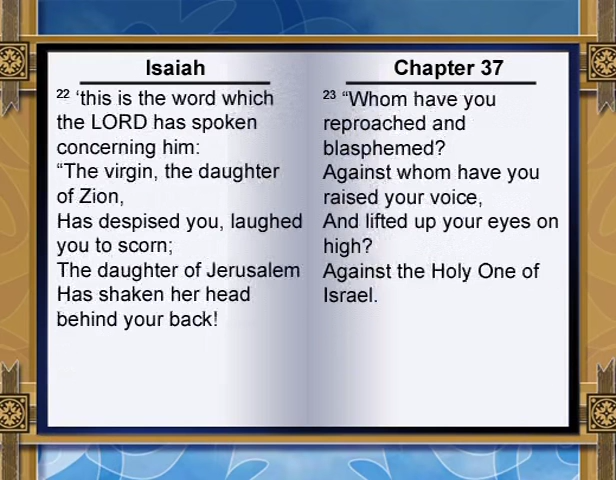 Isaiah
22 ‘this is the word which
the LORD has spoken
concerning him:
“The virgin, the daughter
of Zion,
Has despised you, laughed
you to scorn;
The daughter of Jerusalem
Has shaken her head
behind your back!
Chapter 37
23 “Whom have you
reproached and
blasphemed?
Against whom have you
raised your voice,
And lifted up your eyes on
high?
Against the Holy One of
Israel.